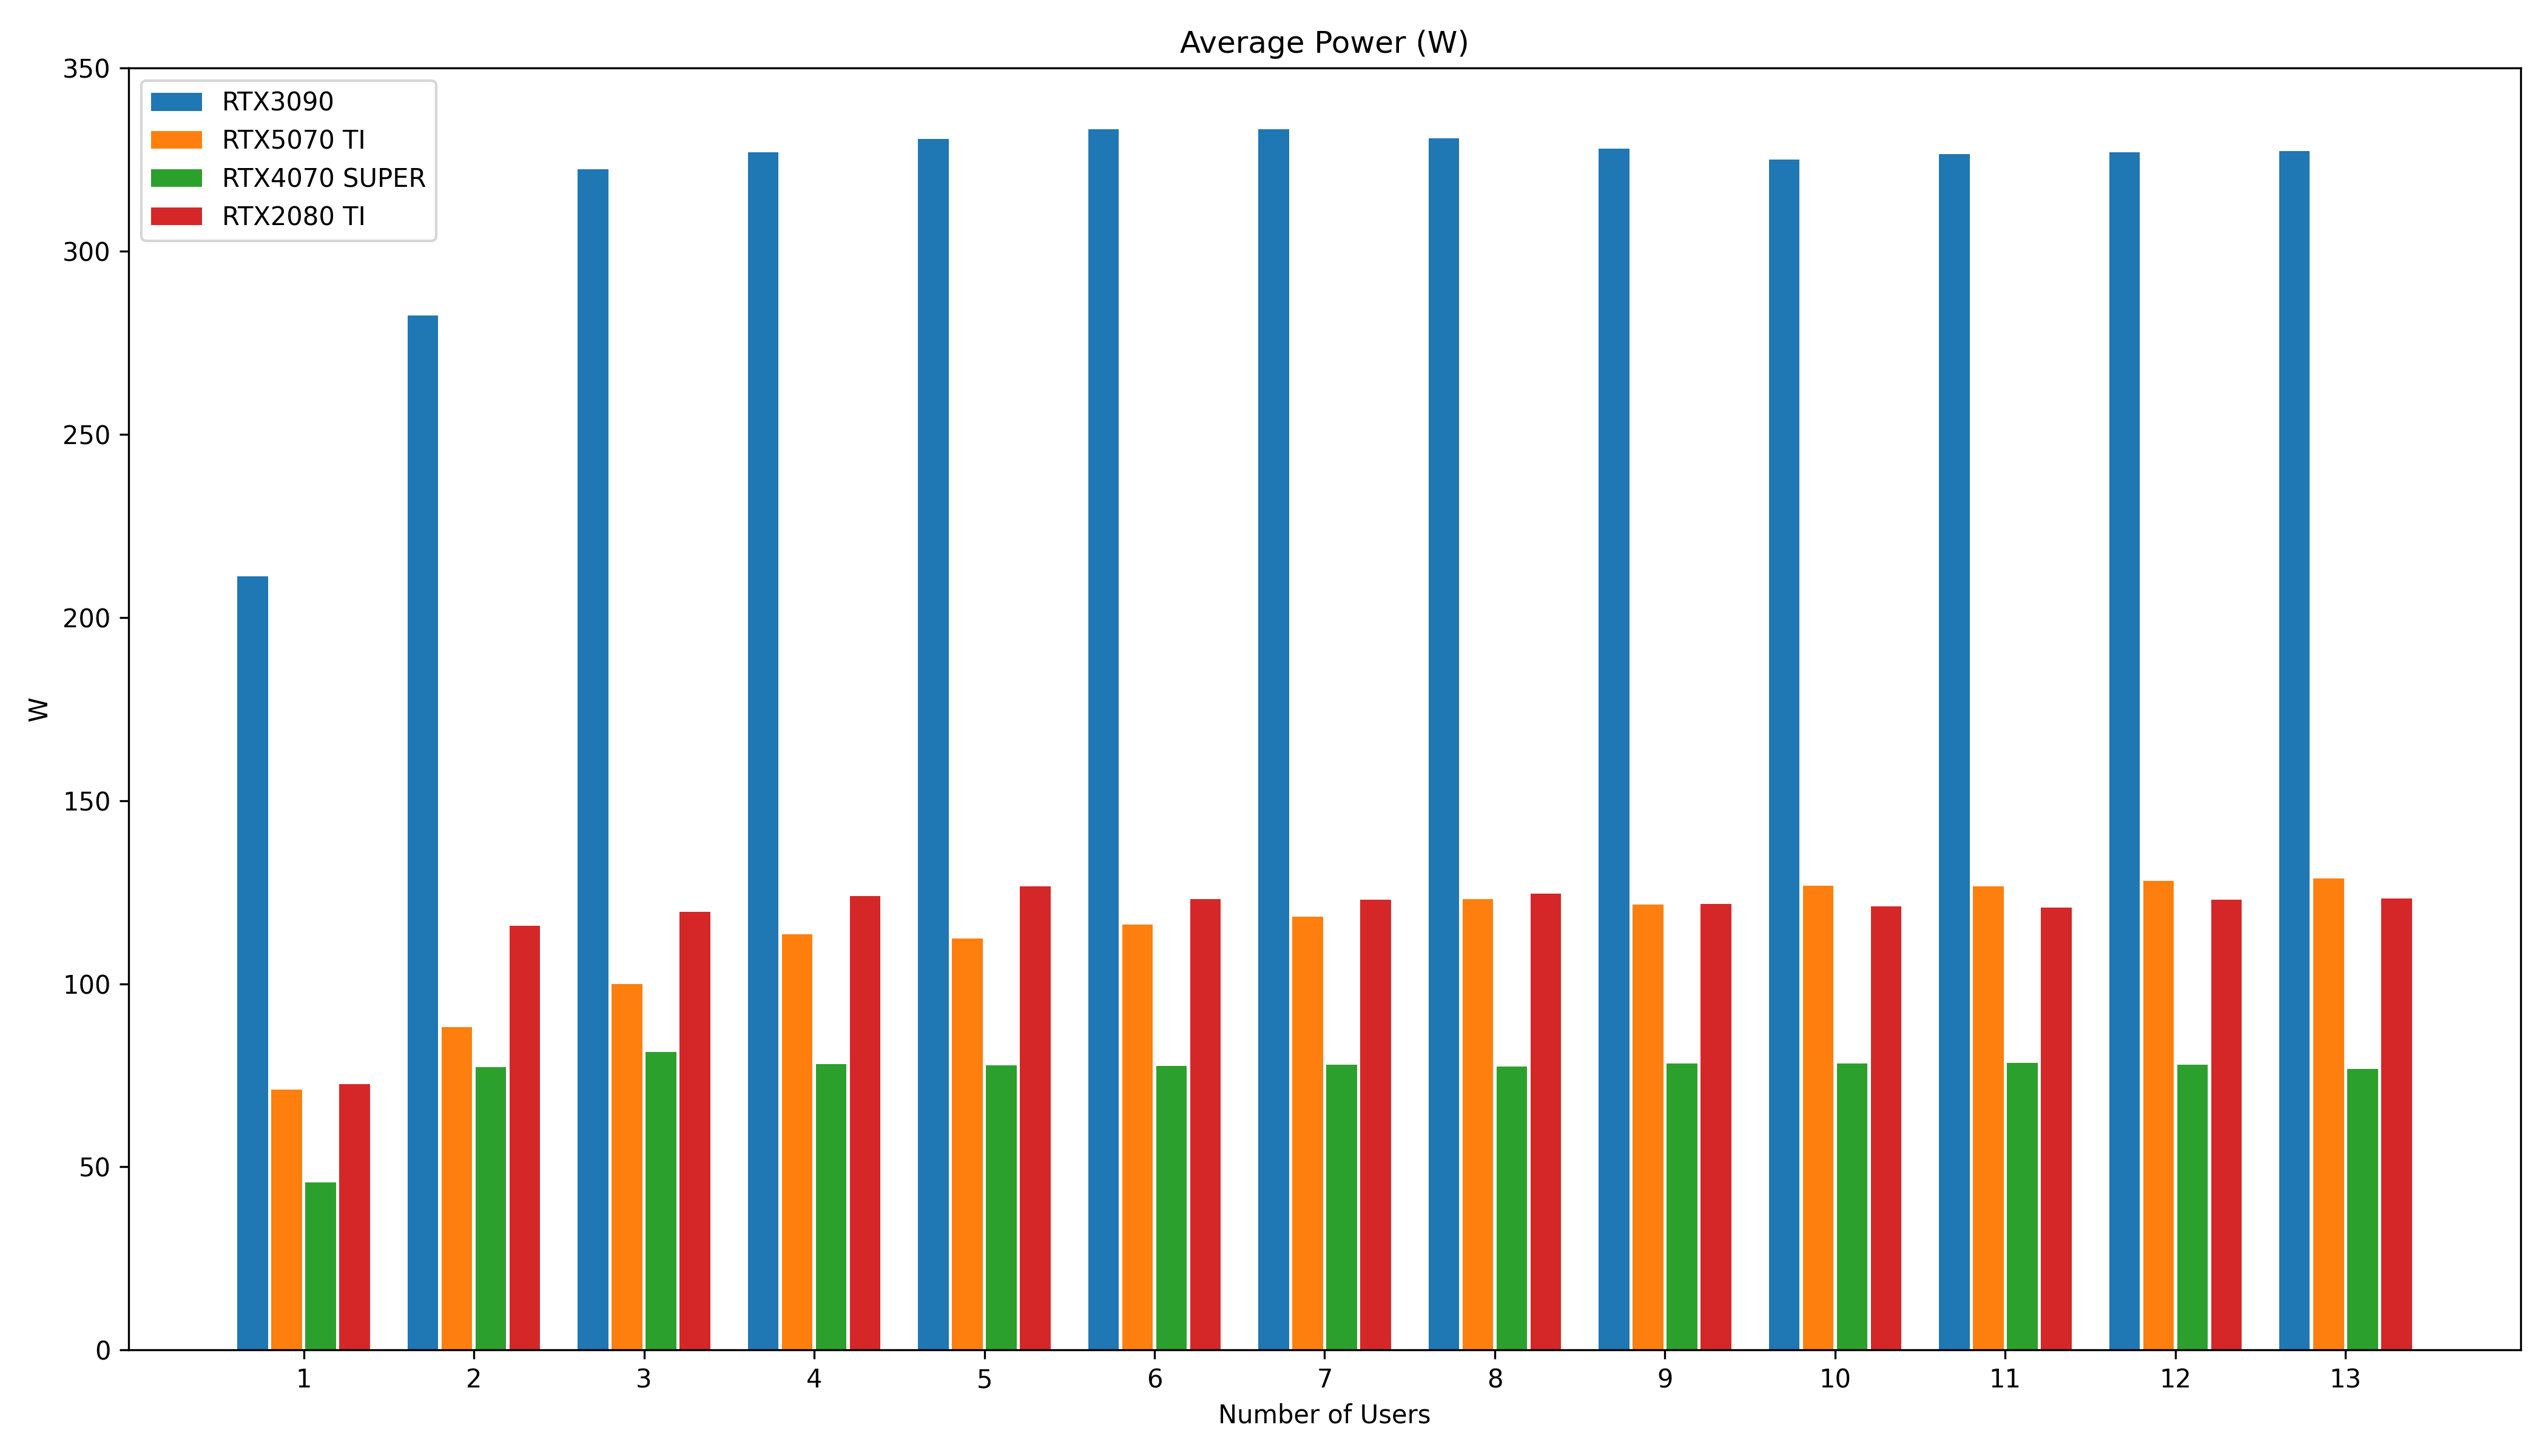 Average Power (W)
350
300
250
200
150
100
50
0
W
RTX3090
RTX5070 TI
RTX4070 SUPER
RTX2080 TI
1 2 3 4 5 6 7 8 9 10 11 12 13
Number of Users